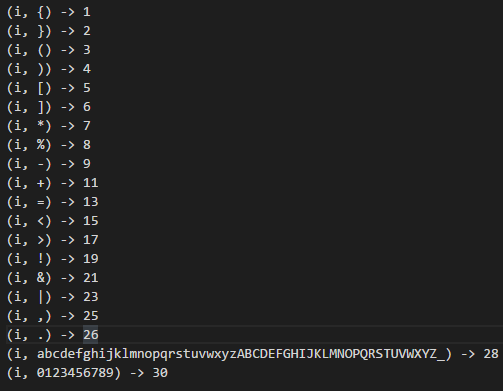 (i, {) -> 1
(i, }) -> 2
(i, () -> 3
(i, )) -> 4
(i, [) -> 5
(i, ]) -> 6
(i, *) -> 7
(i, %) -> 8
(i, -) -> 9
(i, +) -> 11
(i, =) -> 13
(i, <) -> 15
(i, >) -> 17
(i, !) -> 19
(i, &) -> 21
(i, |) -> 23
(i, ,) -> 25
(i, .) -> 26
(i, abcdefghijklmnopqrstuvwxyzABCDEFGHIJKLMNOPQRSTUVWXYZ_) -> 28
(i, 0123456789) -> 30